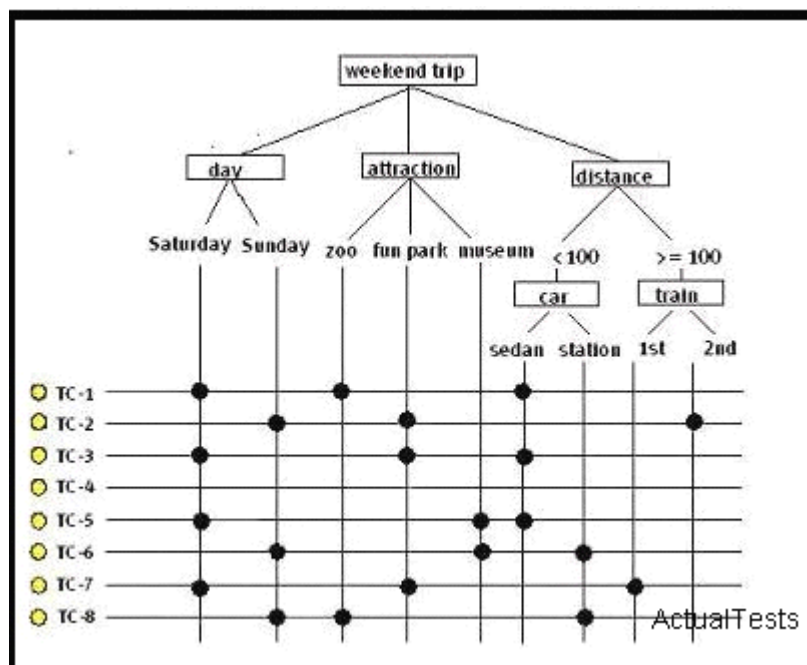 weekend trip
day attraction distance
Saturday Sunday zoo fun park museum < 100 >= 100
car train
sedan station 1st 2nd
TC-1
TC-2
TC-3
TC-4
TC-5
TC-6
TC-7
TC-8 ActualTests